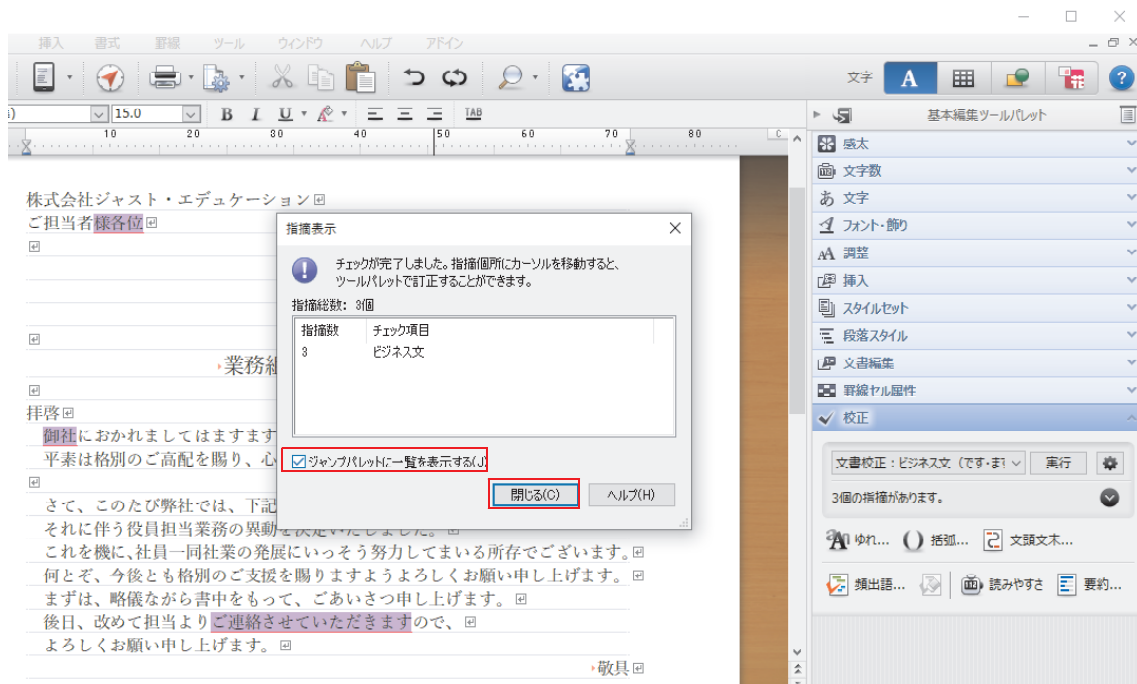 挿入 書式 罫線 ツール ウィンドウ ヘルプ アドイン
文字 A ?
15.0 B I U A TAB
基本編集ツールパレット
10 20 30 40 50 60 70 80 C
感太
文字数
あ 文字
フォント・飾り
AA 調整
挿入
スタイルセット
段落スタイル
文書編集
罫線セル属性
校正
文書校正:ビジネス文(です・ま 実行
3個の指摘があります。
ゆれ... 括弧... 文頭文末...
頻出語... 読みやすさ 要約...
株式会社ジャスト・エデュケーション
ご担当者様各位
業務組
拝啓
御社におかれましてはますます
平素は格別のご高配を賜り、心
さて、このたび弊社では、下記
それに伴う役員担当業務の異動を決定いたしました。
これを機に、社員一同社業の発展にいっそう努力してまいる所存でございます。
何とぞ、今後とも格別のご支援を賜りますようよろしくお願い申し上げます。
まずは、略儀ながら書中をもって、ごあいさつ申し上げます。
後日、改めて担当よりご連絡させていただきますので、
よろしくお願い申し上げます。
敬具
指摘表示
チェックが完了しました。指摘個所にカーソルを移動すると、
ツールパレットで訂正することができます。
指摘総数: 3個
指摘数 チェック項目
3 ビジネス文
ジャンプパレットに一覧を表示する(J)
閉じる(C) ヘルプ(H)